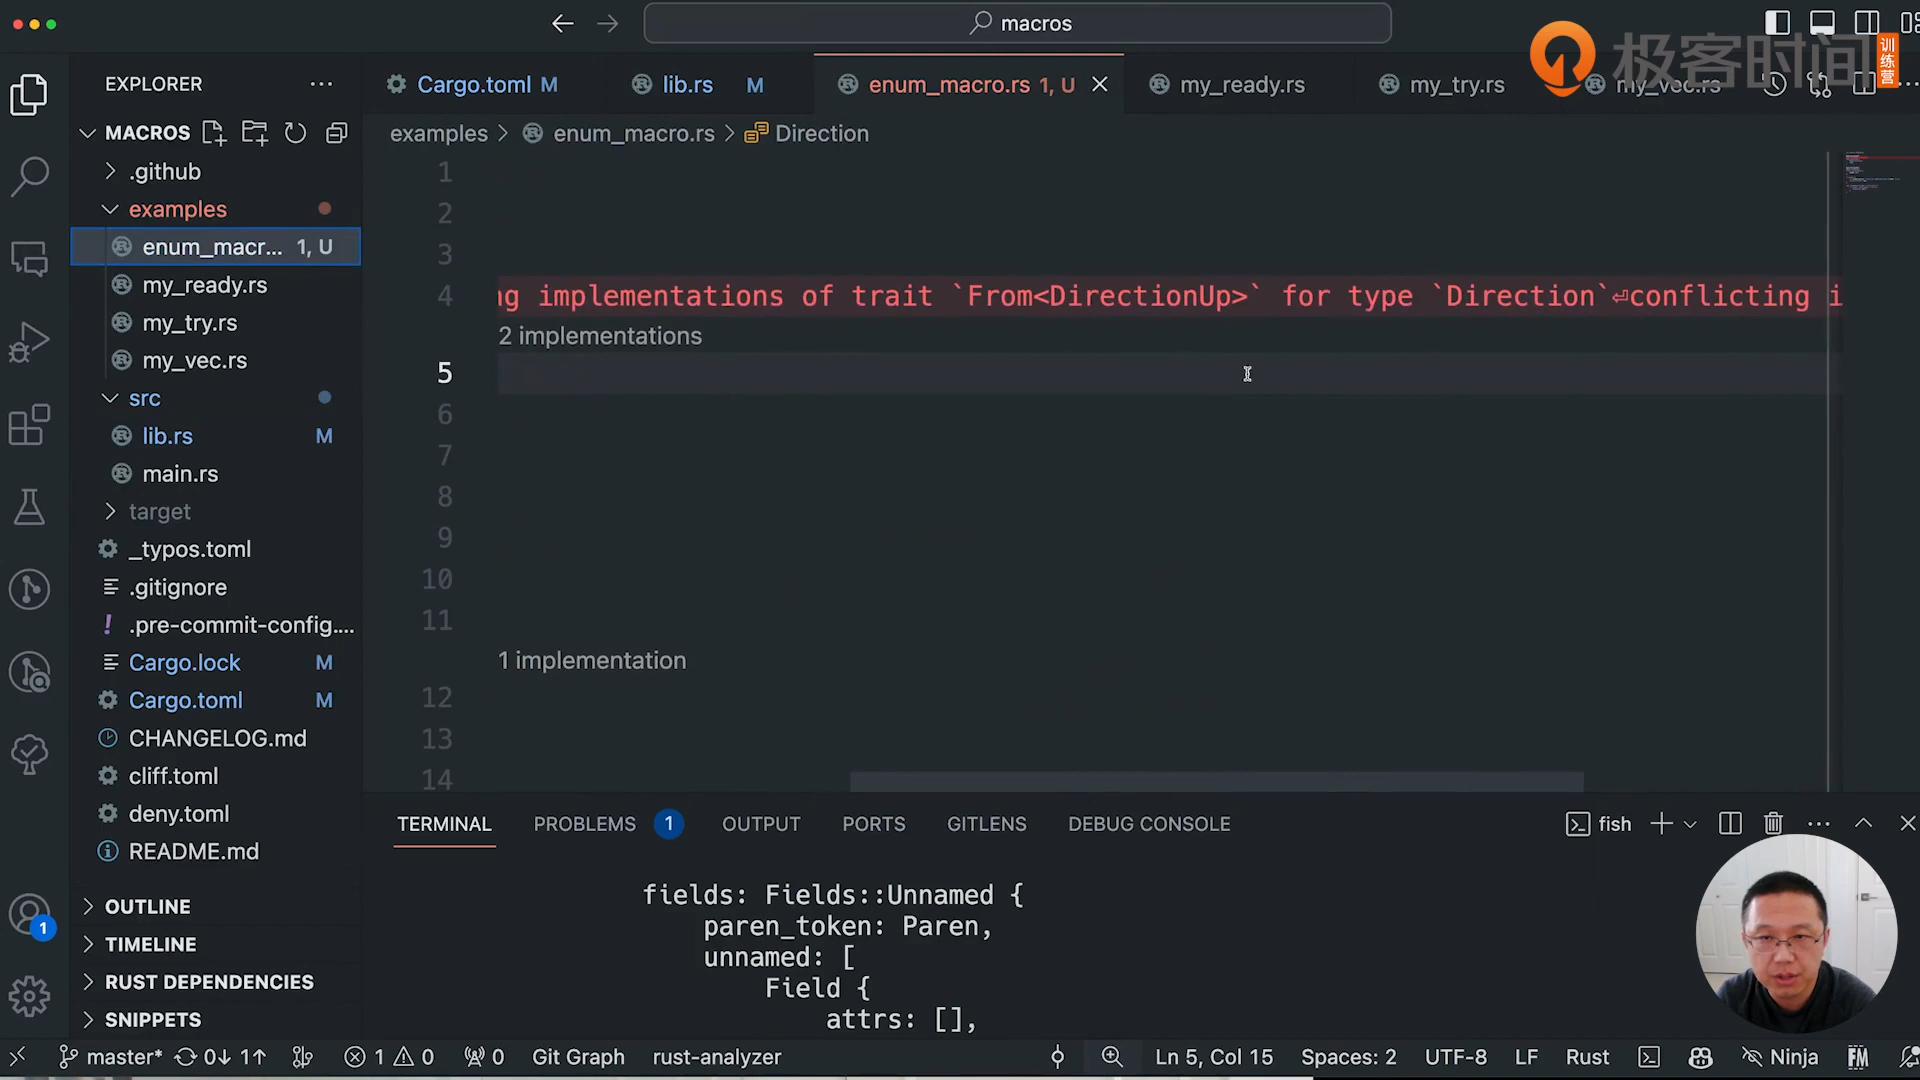 macros
极客时间
训练营
EXPLORER
Cargo.toml M
lib.rs M
enum_macro.rs 1, U
my_ready.rs
my_try.rs
my_vec.rs
MACROS
examples > enum_macro.rs > Direction
.github
examples
enum_macr... 1, U
my_ready.rs
my_try.rs
my_vec.rs
src
lib.rs M
main.rs
target
_typos.toml
.gitignore
.pre-commit-config....
Cargo.lock M
Cargo.toml M
CHANGELOG.md
cliff.toml
deny.toml
README.md
OUTLINE
TIMELINE
RUST DEPENDENCIES
SNIPPETS
1
2
3
4 ng implementations of trait `From<DirectionUp>` for type `Direction`⏎conflicting i
2 implementations
5
6
7
8
9
10
11
1 implementation
12
13
14
TERMINAL PROBLEMS 1 OUTPUT PORTS GITLENS DEBUG CONSOLE
fish
fields: Fields::Unnamed {
paren_token: Paren,
unnamed: [
Field {
attrs: [],
1
master* 0↓ 1↑ 1 0 0 Git Graph rust-analyzer Ln 5, Col 15 Spaces: 2 UTF-8 LF Rust Ninja FM